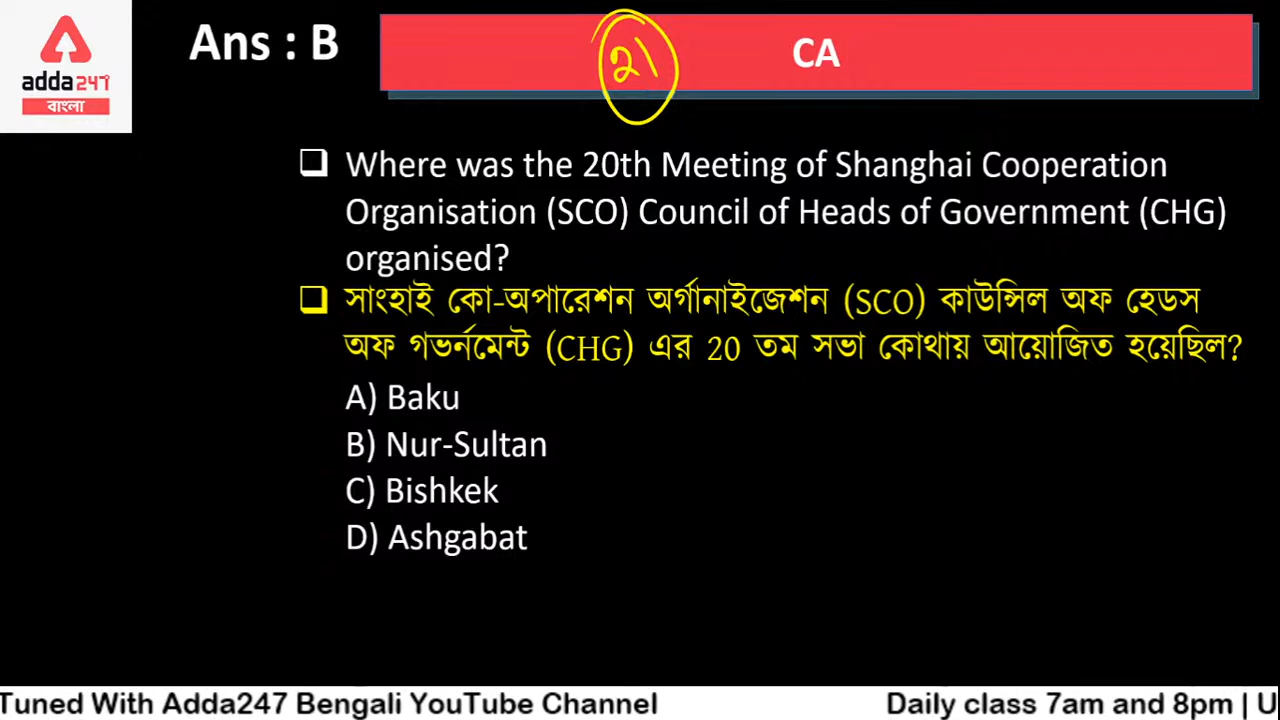 Ans : B
২১
CA
adda247
বাংলা
Where was the 20th Meeting of Shanghai Cooperation
Organisation (SCO) Council of Heads of Government (CHG)
organised?
সাংহাই কো-অপারেশন অর্গানাইজেশন (SCO) কাউন্সিল অফ হেডস
অফ গভর্নমেন্ট (CHG) এর 20 তম সভা কোথায় আয়োজিত হয়েছিল?
A) Baku
B) Nur-Sultan
C) Bishkek
D) Ashgabat
Tuned With Adda247 Bengali YouTube Channel
Daily class 7am and 8pm | U